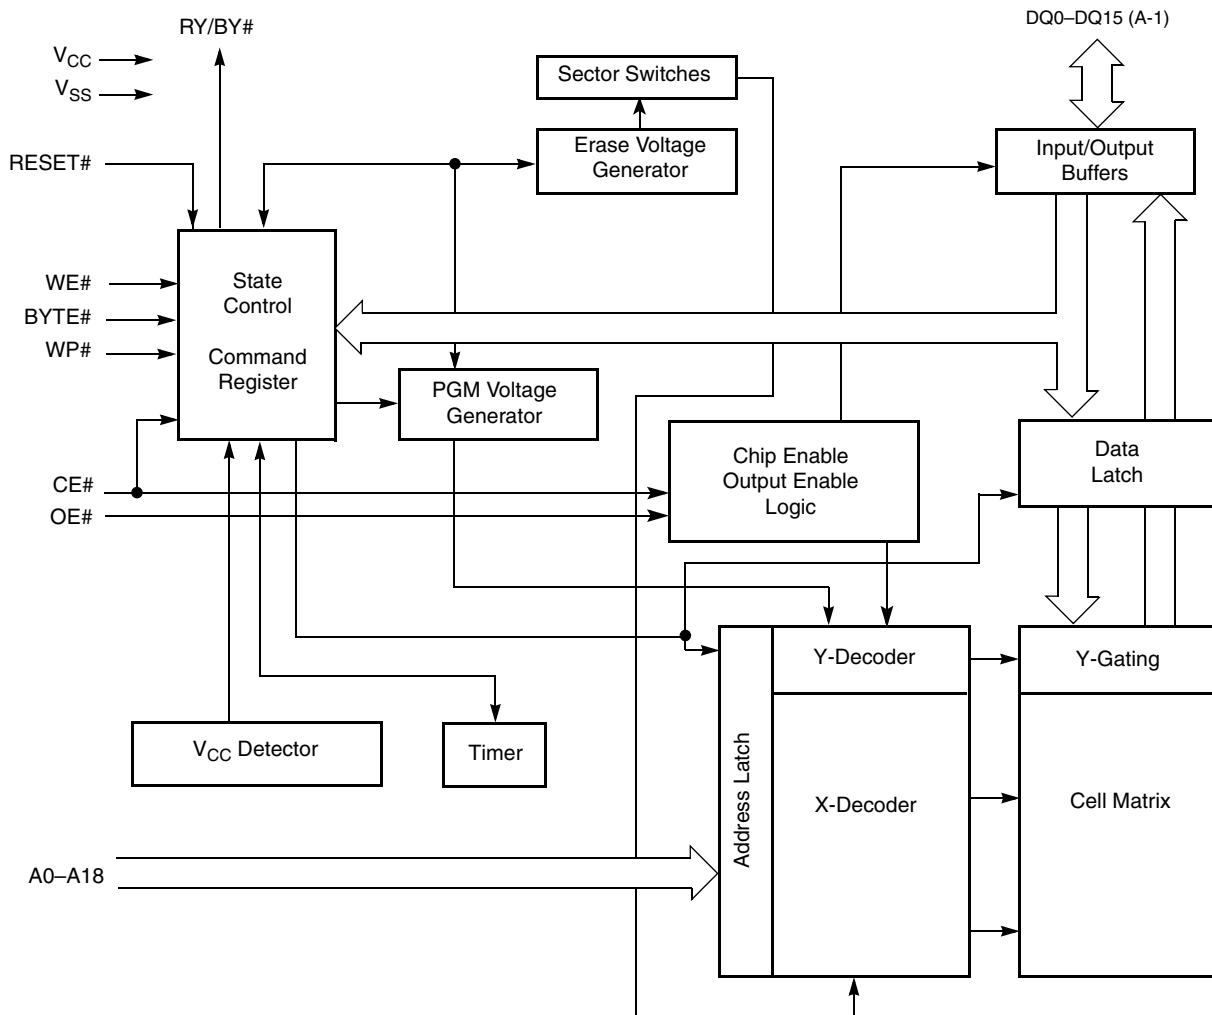 RY/BY#
DQ0–DQ15 (A-1)
VCC
VSS
Sector Switches
RESET#
Erase Voltage
Generator
Input/Output
Buffers
WE#
BYTE#
WP#
State
Control
Command
Register
PGM Voltage
Generator
CE#
OE#
Chip Enable
Output Enable
Logic
Data
Latch
Y-Decoder
Y-Gating
VCC Detector
Timer
Address Latch
X-Decoder
Cell Matrix
A0–A18